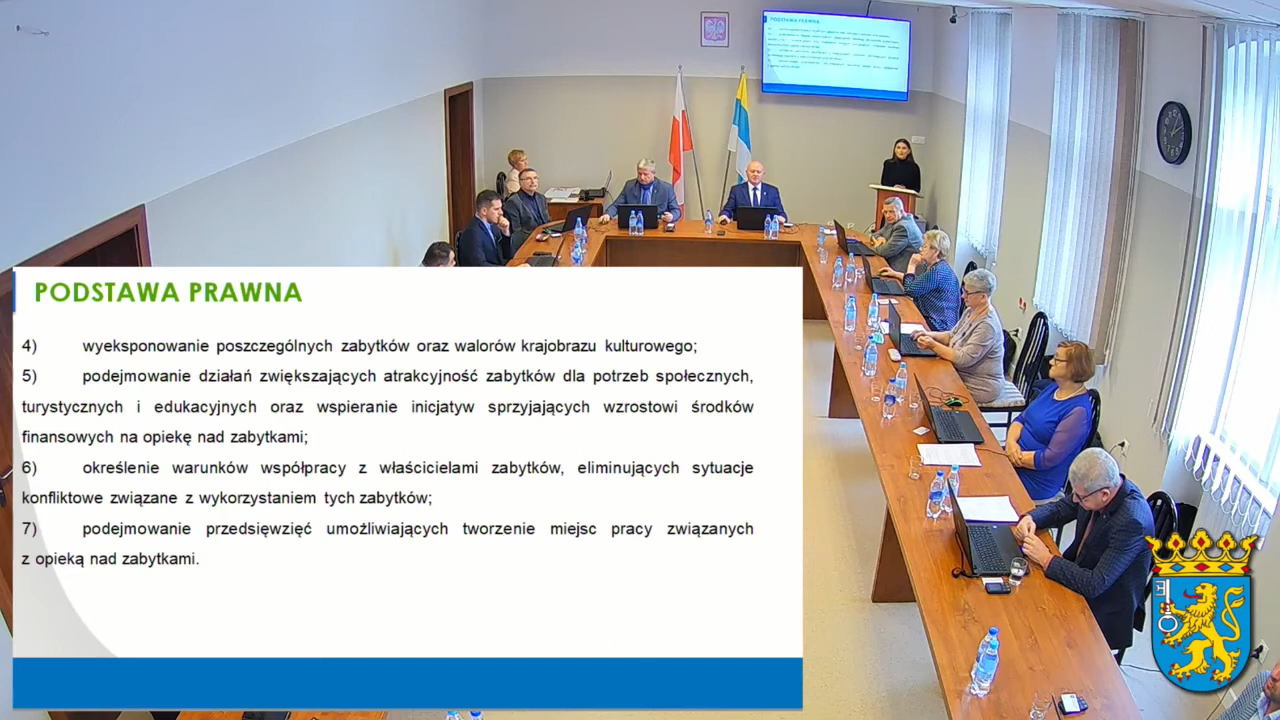 PODSTAWA PRAWNA
PODSTAWA PRAWNA
4) wyeksponowanie poszczególnych zabytków oraz walorów krajobrazu kulturowego;
5) podejmowanie działań zwiększających atrakcyjność zabytków dla potrzeb społecznych,
turystycznych i edukacyjnych oraz wspieranie inicjatyw sprzyjających wzrostowi środków
finansowych na opiekę nad zabytkami;
6) określenie warunków współpracy z właścicielami zabytków, eliminujących sytuacje
konfliktowe związane z wykorzystaniem tych zabytków;
7) podejmowanie przedsięwzięć umożliwiających tworzenie miejsc pracy związanych
z opieką nad zabytkami.